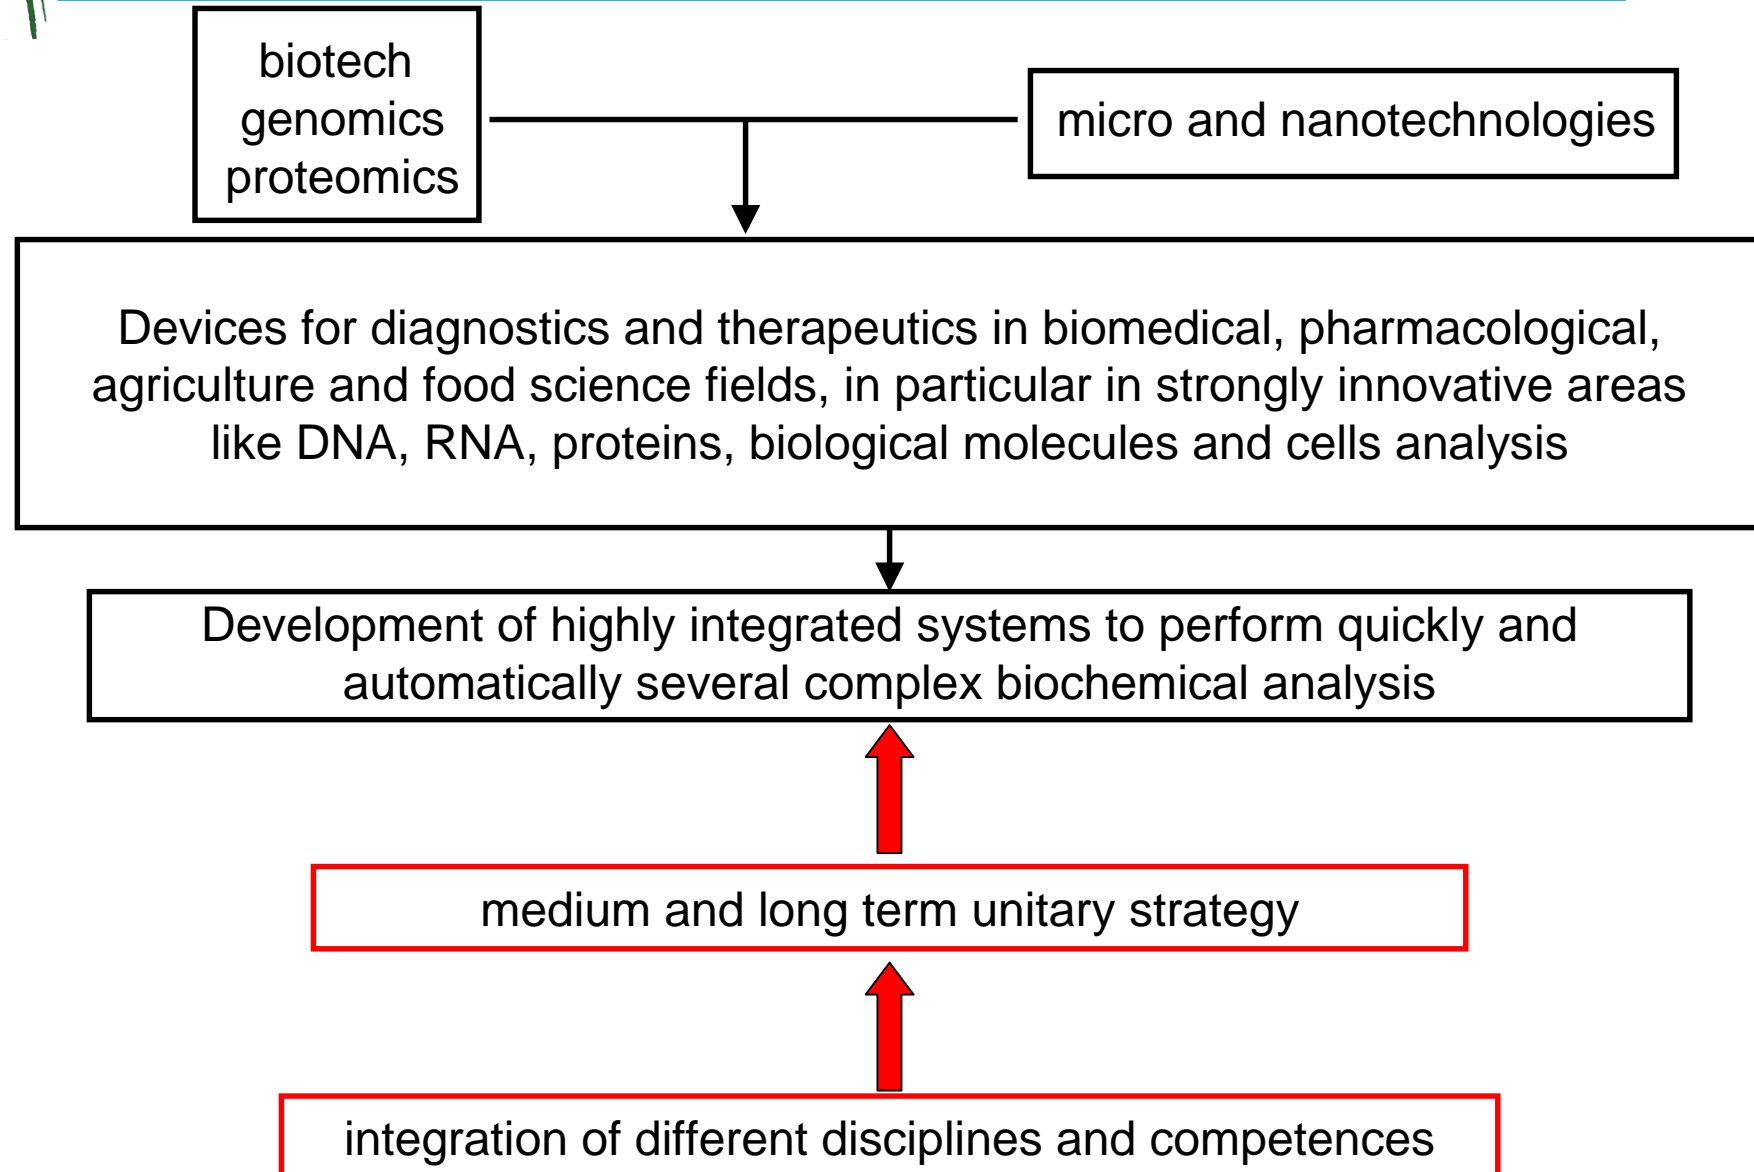 biotech
genomics
proteomics
micro and nanotechnologies
Devices for diagnostics and therapeutics in biomedical, pharmacological,
agriculture and food science fields, in particular in strongly innovative areas
like DNA, RNA, proteins, biological molecules and cells analysis
Development of highly integrated systems to perform quickly and
automatically several complex biochemical analysis
medium and long term unitary strategy
integration of different disciplines and competences